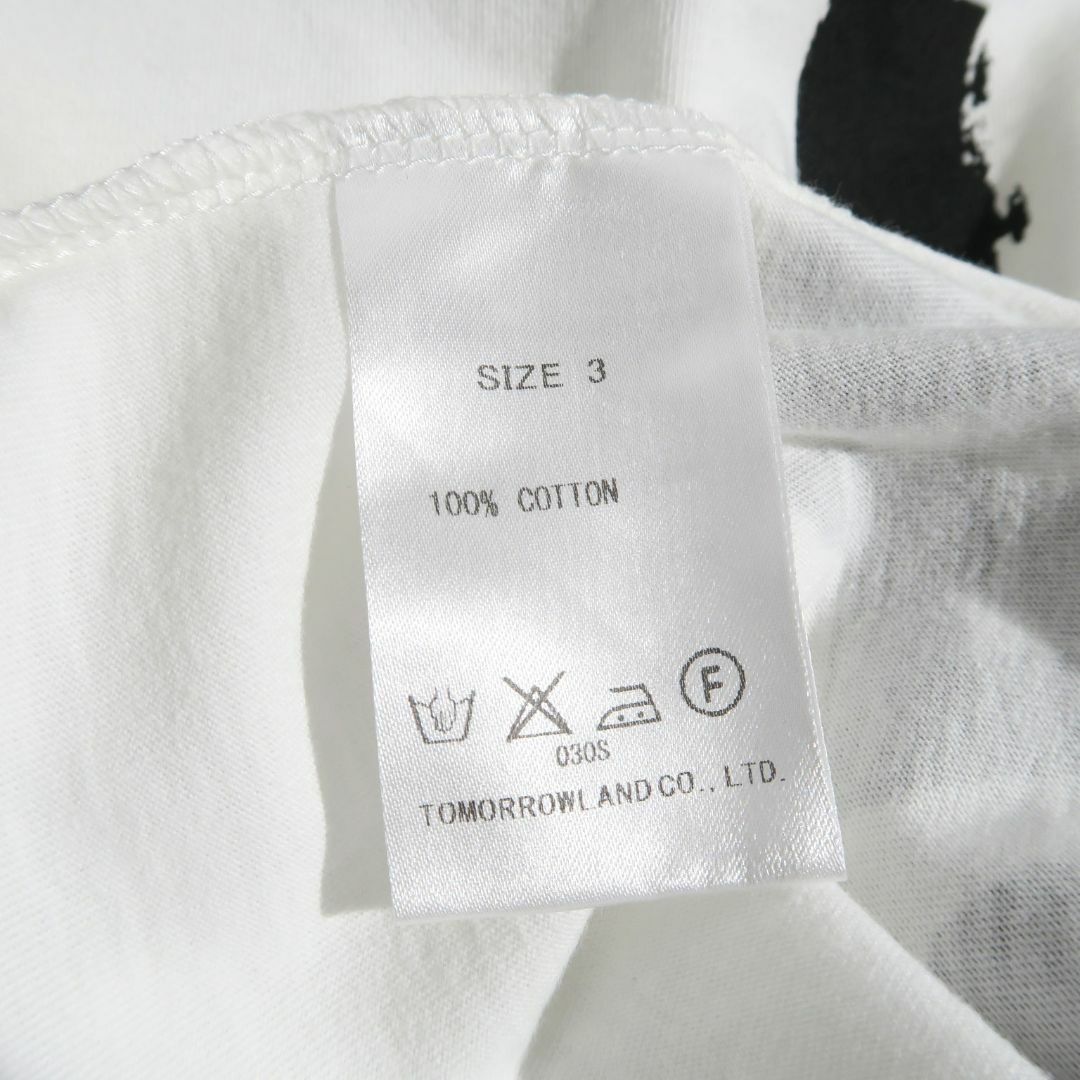 SIZE 3
100% COTTON
F
030S
TOMORROWLAND CO., LTD.